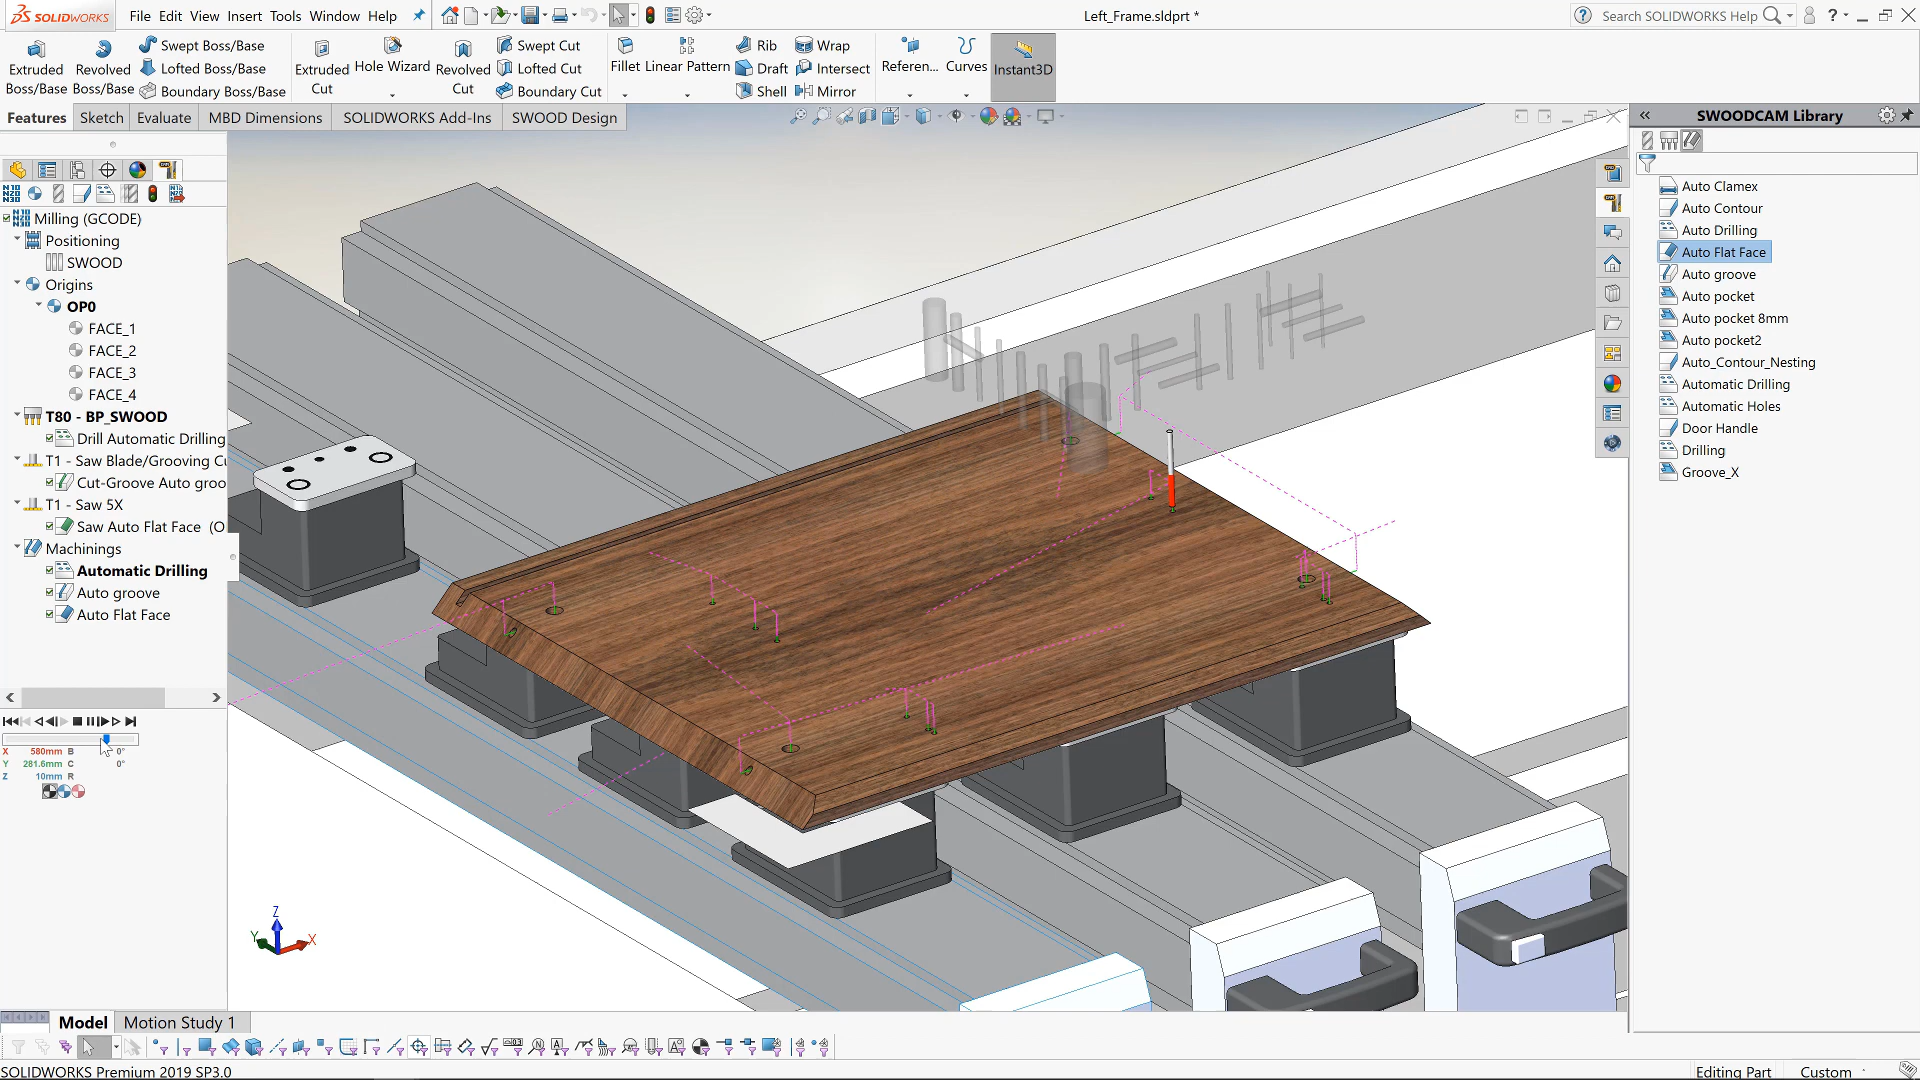 SOLIDWORKS
File Edit View Insert Tools Window Help
Left_Frame.sldprt *
Search SOLIDWORKS Help
?
Extruded Boss/Base
Revolved Boss/Base
Swept Boss/Base
Lofted Boss/Base
Boundary Boss/Base
Extruded Cut
Hole Wizard
Revolved Cut
Swept Cut
Lofted Cut
Boundary Cut
Fillet
Linear Pattern
Rib
Draft
Shell
Wrap
Intersect
Mirror
Referen...
Curves
Instant3D
Features Sketch Evaluate MBD Dimensions SOLIDWORKS Add-Ins SWOOD Design
Milling (GCODE)
Positioning
SWOOD
Origins
OP0
FACE_1
FACE_2
FACE_3
FACE_4
T80 - BP_SWOOD
Drill Automatic Drilling
T1 - Saw Blade/Grooving Cu
Cut-Groove Auto groo
T1 - Saw 5X
Saw Auto Flat Face (O
Machinings
Automatic Drilling
Auto groove
Auto Flat Face
X 580mm B 0°
Y 281.6mm C 0°
Z 10mm R
Z
Y
X
SWOODCAM Library
Auto Clamex
Auto Contour
Auto Drilling
Auto Flat Face
Auto groove
Auto pocket
Auto pocket 8mm
Auto pocket2
Auto_Contour_Nesting
Automatic Drilling
Automatic Holes
Door Handle
Drilling
Groove_X
Model Motion Study 1
SOLIDWORKS Premium 2019 SP3.0
Editing Part Custom